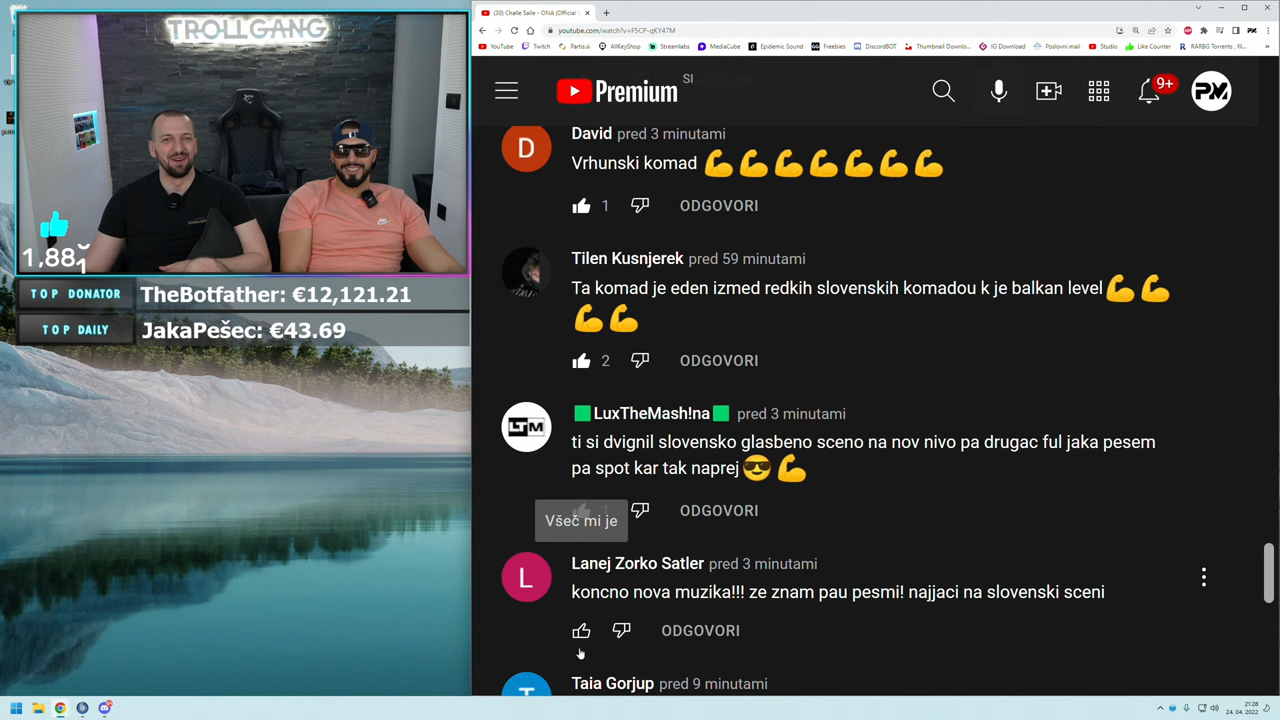 TROLLGANG
1,88
TOP DONATOR TheBotfather: €12,121.21
TOP DAILY JakaPešec: €43.69
(30) Challe Salle - ONA (Official
youtube.com/watch?v=F5CP-qKY47M
YouTube Twitch Partis.si AllKeyShop Streamlabs MediaCube Epidemic Sound Freebies DiscordBOT Thumbnail Downlo... IG Download Poslovni mail Studio Like Counter RARBG Torrents , fil...
Premium SI
9+
PM
D
David pred 3 minutami
Vrhunski komad 💪💪💪💪💪💪💪
1 ODGOVORI
Tilen Kusnjerek pred 59 minutami
Ta komad je eden izmed redkih slovenskih komadou k je balkan level💪💪
💪💪
2 ODGOVORI
LTM
🟩LuxTheMash!na🟩 pred 3 minutami
ti si dvignil slovensko glasbeno sceno na nov nivo pa drugac ful jaka pesem
pa spot kar tak naprej😎💪
1 ODGOVORI
Všeč mi je
L
Lanej Zorko Satler pred 3 minutami
koncno nova muzika!!! ze znam pau pesmi! najjaci na slovenski sceni
ODGOVORI
T
Taia Gorjup pred 9 minutami
21:28
24. 04. 2022